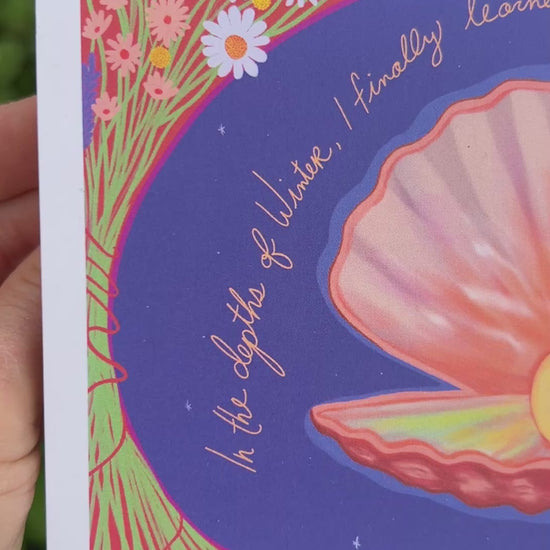 In the depths of Winter, I finally